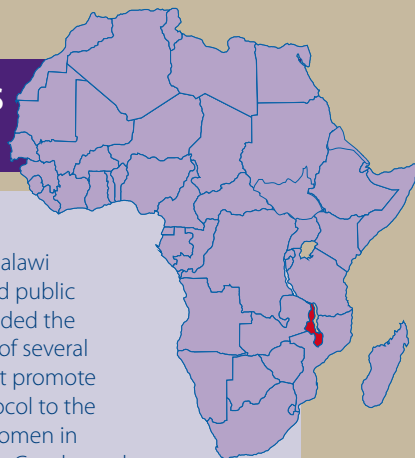 s
alawi
d public
ded the
of several
t promote
ocol to the
omen in